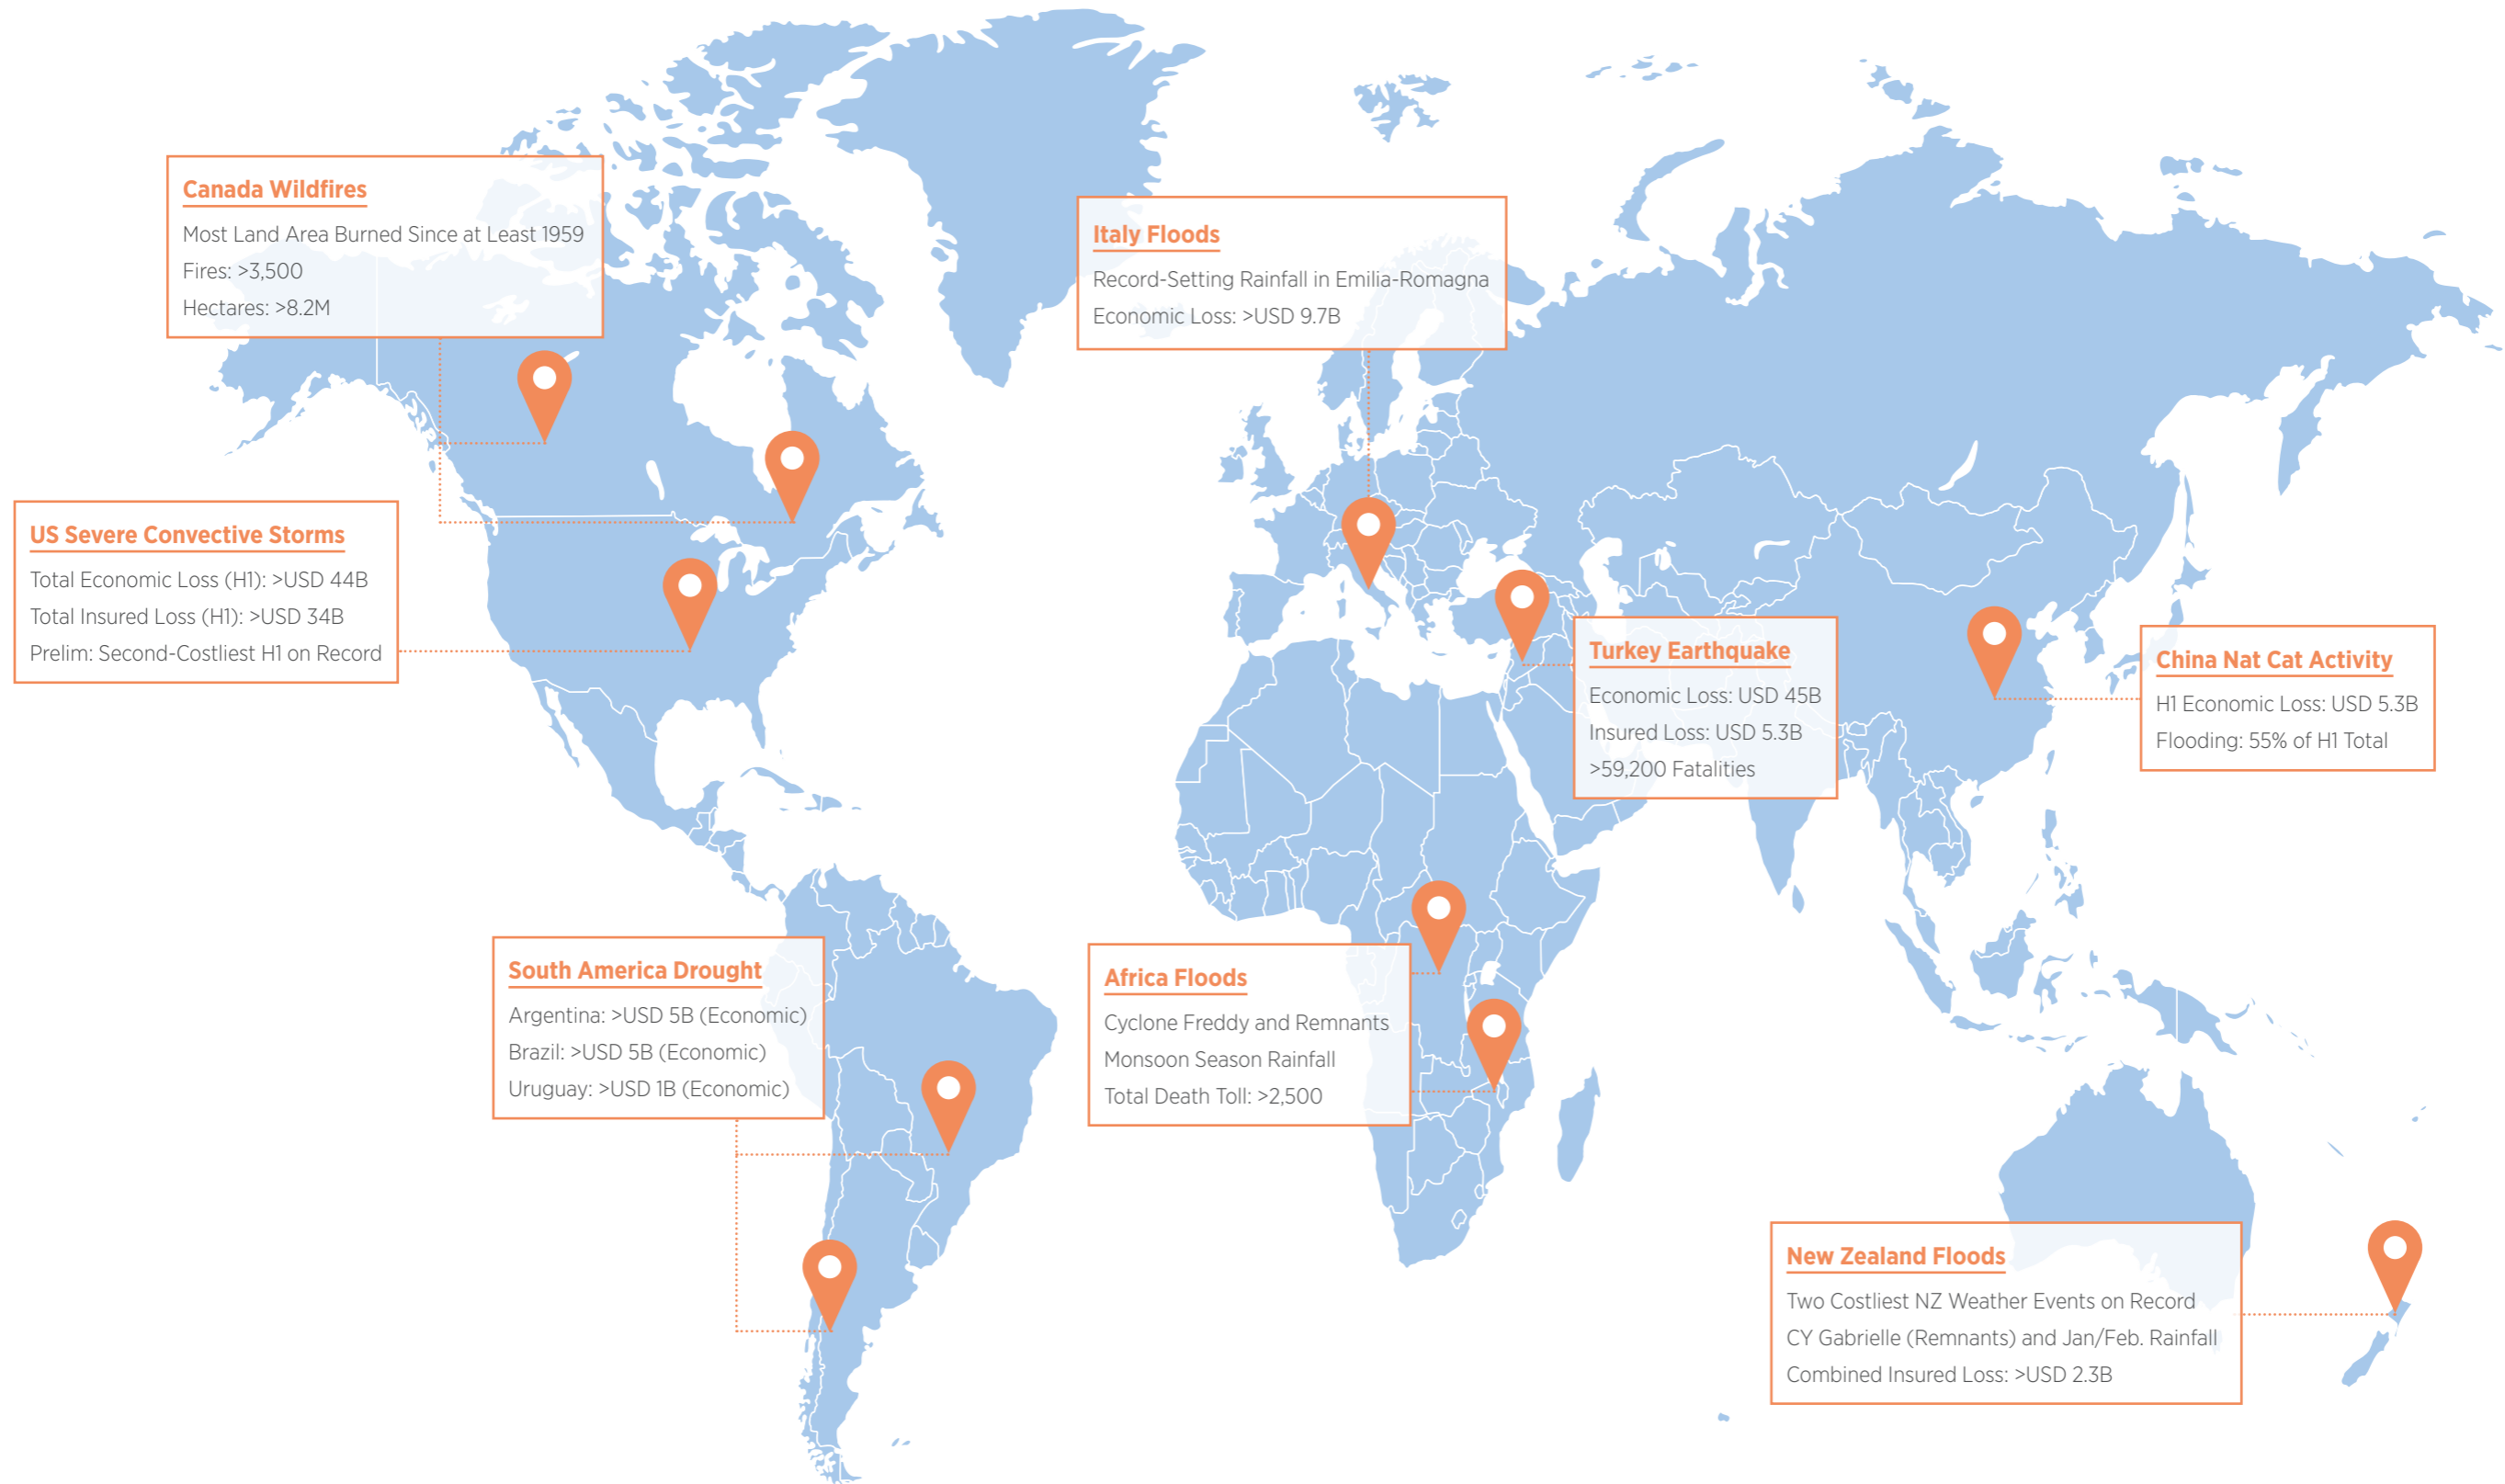 Canada Wildfires
Most Land Area Burned Since at Least 1959
Fires: >3,500
Hectares: >8.2M
Italy Floods
Record-Setting Rainfall in Emilia-Romagna
Economic Loss: >USD 9.7B
US Severe Convective Storms
Total Economic Loss (H1): >USD 44B
Total Insured Loss (H1): >USD 34B
Prelim: Second-Costliest H1 on Record
Turkey Earthquake
Economic Loss: USD 45B
Insured Loss: USD 5.3B
>59,200 Fatalities
China Nat Cat Activity
H1 Economic Loss: USD 5.3B
Flooding: 55% of H1 Total
South America Drought
Argentina: >USD 5B (Economic)
Brazil: >USD 5B (Economic)
Uruguay: >USD 1B (Economic)
Africa Floods
Cyclone Freddy and Remnants
Monsoon Season Rainfall
Total Death Toll: >2,500
New Zealand Floods
Two Costliest NZ Weather Events on Record
CY Gabrielle (Remnants) and Jan/Feb. Rainfall
Combined Insured Loss: >USD 2.3B